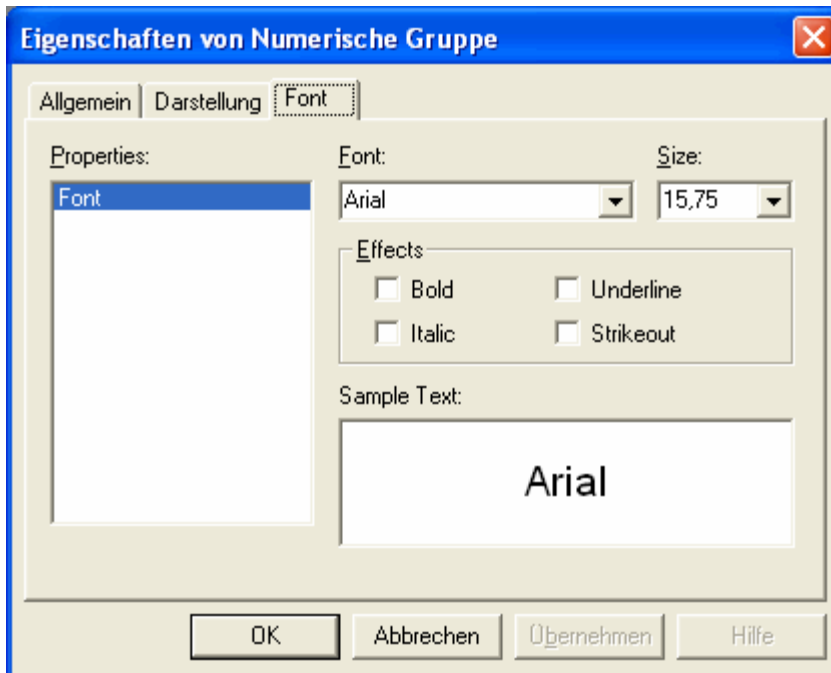 Eigenschaften von Numerische Gruppe
Allgemein Darstellung Font
Properties: Font: Size:
Font Arial 15,75
Effects
Bold Underline
Italic Strikeout
Sample Text:
Arial
OK Abbrechen Übernehmen Hilfe